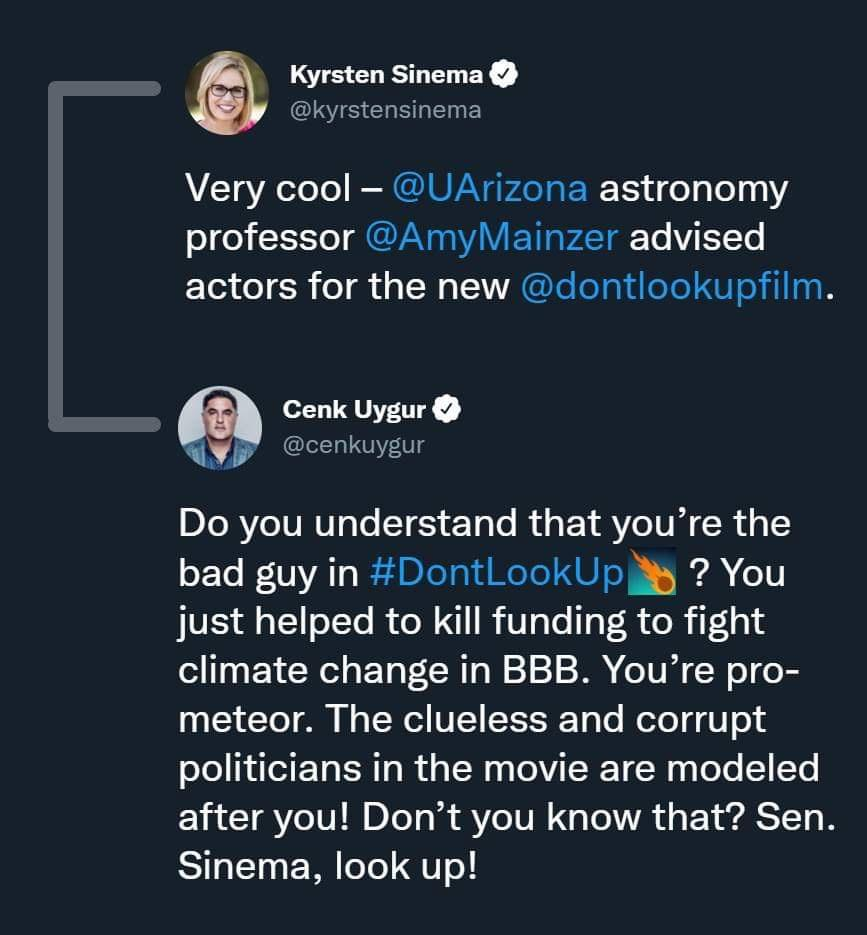 Kyrsten Sinema
@kyrstensinema
Very cool – @UArizona astronomy
professor @AmyMainzer advised
actors for the new @dontlookupfilm.
Cenk Uygur
@cenkuygur
Do you understand that you’re the
bad guy in #DontLookUp ? You
just helped to kill funding to fight
climate change in BBB. You’re pro-
meteor. The clueless and corrupt
politicians in the movie are modeled
after you! Don’t you know that? Sen.
Sinema, look up!